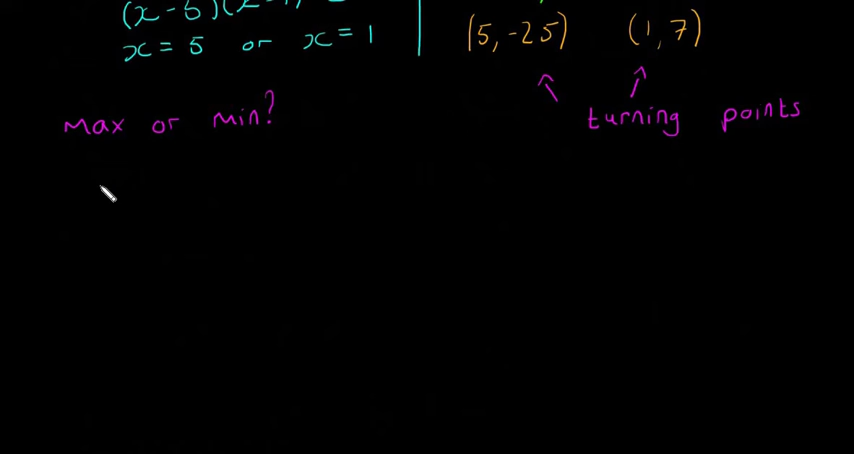 x = 5 or x = 1
(5, -25) (1, 7)
max or min?
turning points